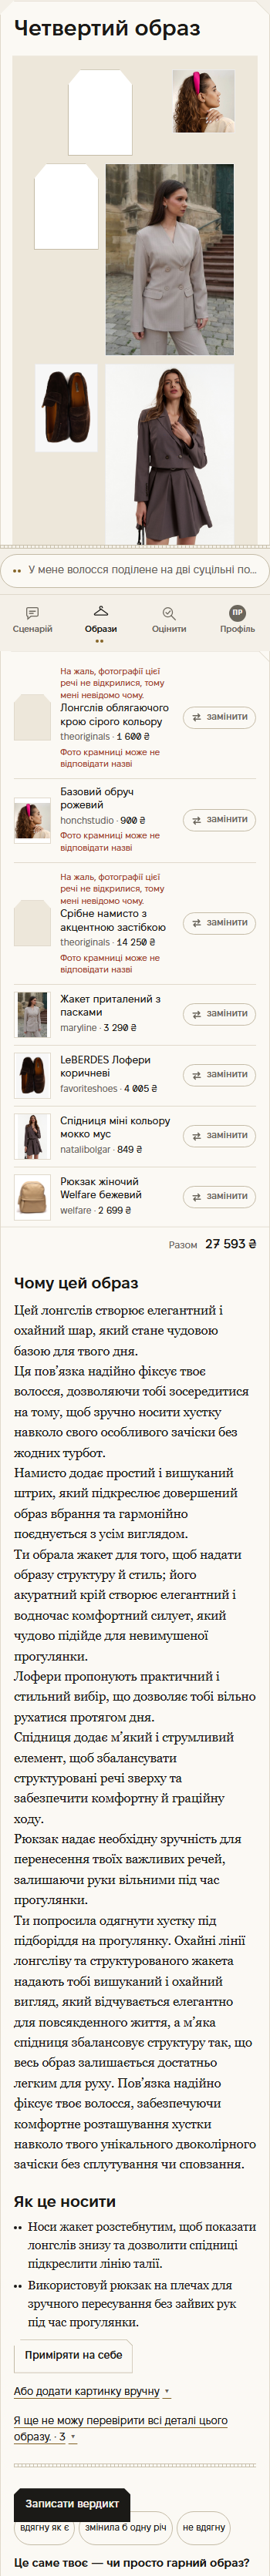 Четвертий образ
У мене волосся поділене на дві суцільні по...
Сценарій
Образи
Оцінити
ПР
Профіль
На жаль, фотографії цієї
речі не відкрилися, тому
мені невідомо чому.
Лонгслів облягаючого
крою сірого кольору
theoriginals · 1 600 ₴
Фото крамниці може не
відповідати назві
замінити
Базовий обруч
рожевий
honchstudio · 900 ₴
Фото крамниці може не
відповідати назві
замінити
На жаль, фотографії цієї
речі не відкрилися, тому
мені невідомо чому.
Срібне намисто з
акцентною застібкою
theoriginals · 14 250 ₴
Фото крамниці може не
відповідати назві
замінити
Жакет приталений з
пасками
maryline · 3 290 ₴
замінити
LeBERDES Лофери
коричневі
favoriteshoes · 4 005 ₴
замінити
Спідниця міні кольору
мокко мус
natalibolgar · 849 ₴
замінити
Рюкзак жіночий
Welfare бежевий
welfare · 2 699 ₴
замінити
Разом 27 593 ₴
Чому цей образ
Цей лонгслів створює елегантний і
охайний шар, який стане чудовою
базою для твого дня.
Ця пов’язка надійно фіксує твоє
волосся, дозволяючи тобі зосередитися
на тому, щоб зручно носити хустку
навколо свого особливого зачіски без
жодних турбот.
Намисто додає простий і вишуканий
штрих, який підкреслює довершений
образ вбрання та гармонійно
поєднується з усім виглядом.
Ти обрала жакет для того, щоб надати
образу структуру й стиль; його
акуратний крій створює елегантний і
водночас комфортний силует, який
чудово підійде для невимушеної
прогулянки.
Лофери пропонують практичний і
стильний вибір, що дозволяє тобі вільно
рухатися протягом дня.
Спідниця додає м’який і струмливий
елемент, щоб збалансувати
структуровані речі зверху та
забезпечити комфортну й граційну
ходу.
Рюкзак надає необхідну зручність для
перенесення твоїх важливих речей,
залишаючи руки вільними під час
прогулянки.
Ти попросила одягнути хустку під
підборіддя на прогулянку. Охайні лінії
лонгсліву та структурованого жакета
надають тобі вишуканий і охайний
вигляд, який відчувається елегантно
для повсякденного життя, а м’яка
спідниця збалансовує структуру так, що
весь образ залишається достатньо
легким для руху. Пов’язка надійно
фіксує твоє волосся, забезпечуючи
комфортне розташування хустки
навколо твого унікального двоколірного
зачіски без сплутування чи сповзання.
Як це носити
Носи жакет розстебнутим, щоб показати
лонгслів знизу та дозволити спідниці
підкреслити лінію талії.
Використовуй рюкзак на плечах для
зручного пересування без зайвих рук
під час прогулянки.
Приміряти на себе
Або додати картинку вручну
Я ще не можу перевірити всі деталі цього
образу. · 3
Записати вердикт
вдягну як є
змінила б одну річ
не вдягну
Це саме твоє — чи просто гарний образ?